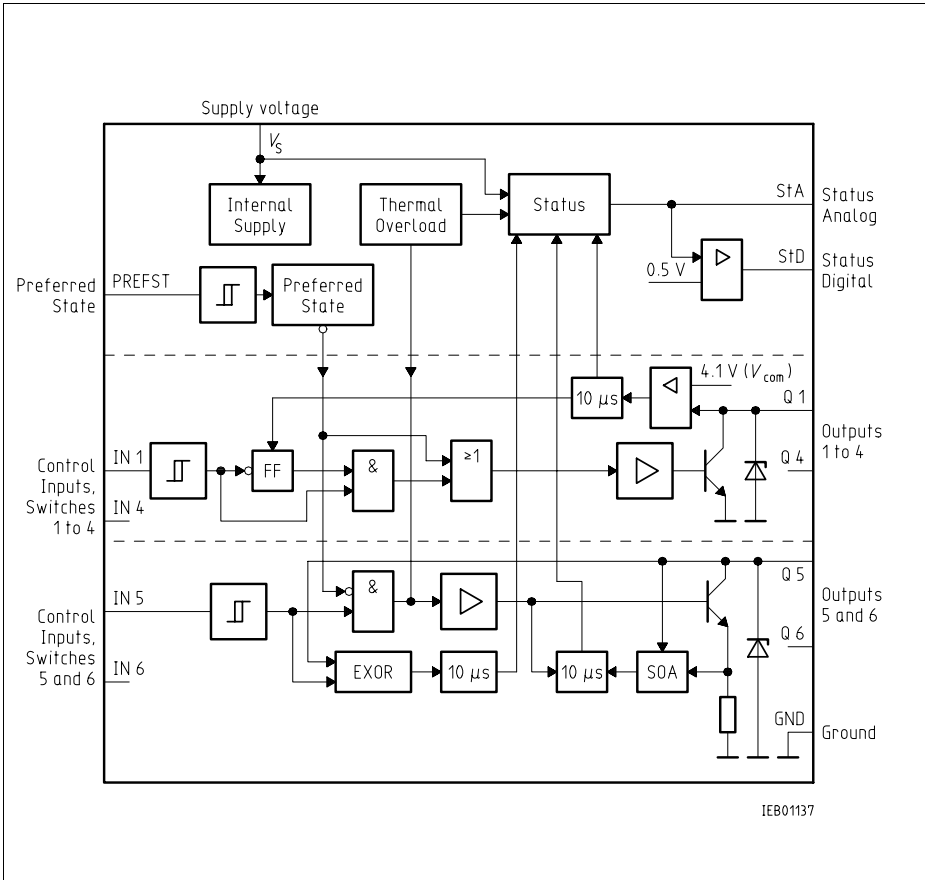 Supply voltage
VS
Internal
Supply
Thermal
Overload
Status
StA
Status
Analog
StD
Status
Digital
0.5 V
Preferred
State
PREFST
Preferred
State
4.1 V (Vcom)
10 µs
Q 1
Outputs
1 to 4
Q 4
Control
Inputs,
Switches
1 to 4
IN 1
IN 4
FF
&
≥1
Q 5
Outputs
5 and 6
Q 6
Control
Inputs,
Switches
5 and 6
IN 5
IN 6
&
EXOR
10 µs
10 µs
SOA
GND
Ground
IEB01137